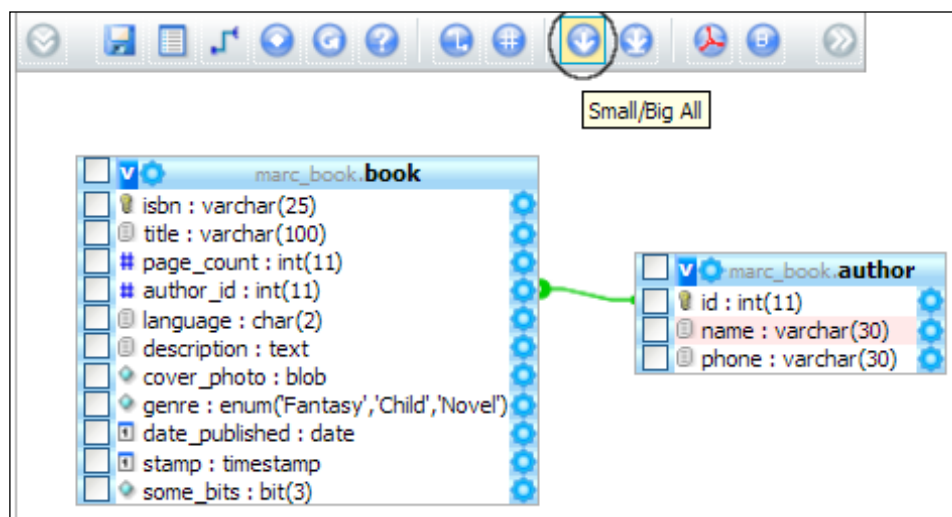 Small/Big All
marc_book.book
isbn : varchar(25)
title : varchar(100)
page_count : int(11)
author_id : int(11)
language : char(2)
description : text
cover_photo : blob
genre : enum('Fantasy','Child','Novel')
date_published : date
stamp : timestamp
some_bits : bit(3)
marc_book.author
id : int(11)
name : varchar(30)
phone : varchar(30)